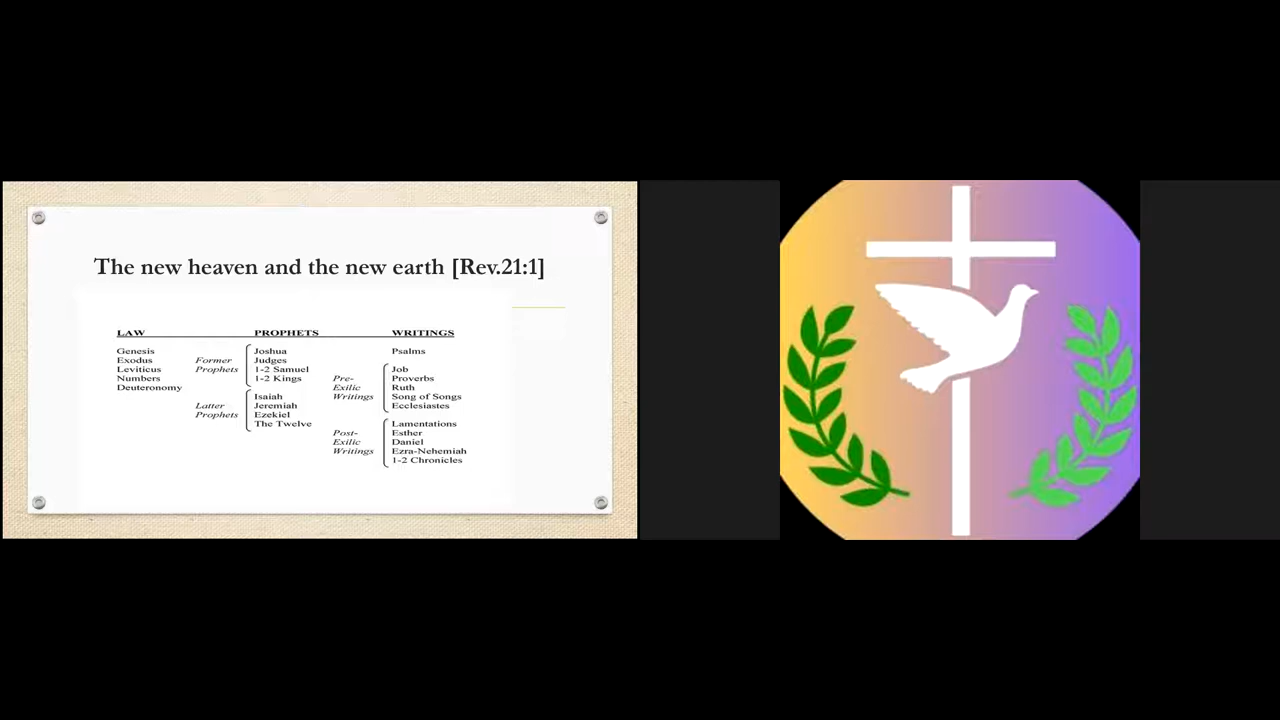 The new heaven and the new earth [Rev.21:1]
LAW PROPHETS WRITINGS
Genesis Joshua Psalms
Exodus Former Judges
Leviticus Prophets 1-2 Samuel Job
Numbers 1-2 Kings Pre- Proverbs
Deuteronomy Exilic Ruth
Isaiah Writings Song of Songs
Latter Jeremiah Ecclesiastes
Prophets Ezekiel
The Twelve Lamentations
Post- Esther
Exilic Daniel
Writings Ezra-Nehemiah
1-2 Chronicles